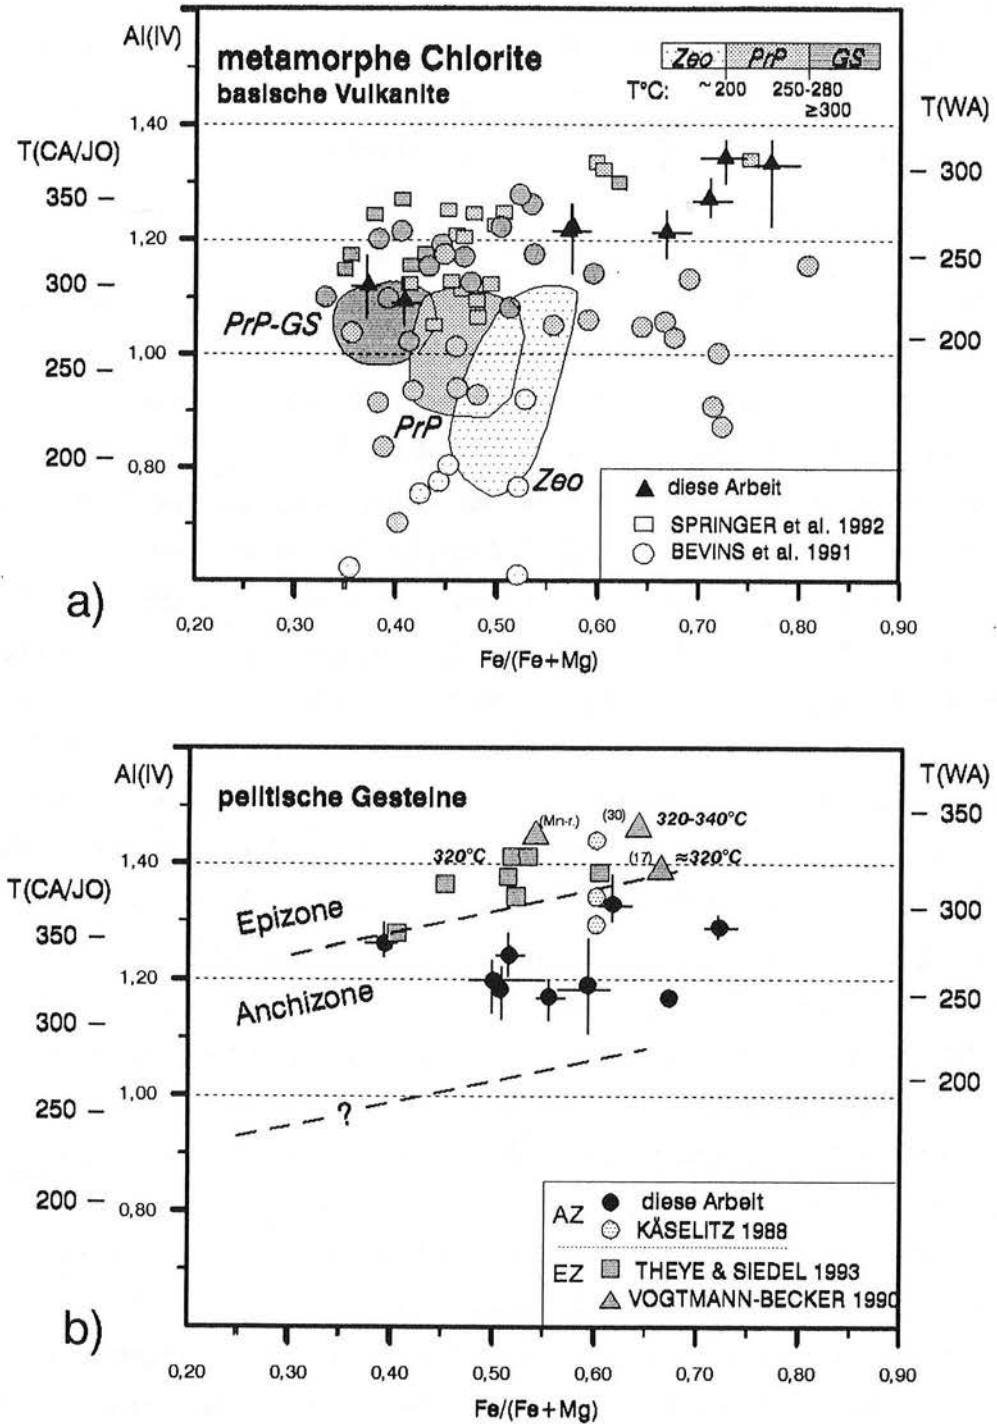 Al(IV)
metamorphe Chlorite
basische Vulkanite
Zeo PrP GS
T°C: ~200 250-280
≥300
T(WA)
T(CA/JO)
1,40
1,20
1,00
0,80
350
300
250
200
300
250
200
PrP-GS
PrP
Zeo
diese Arbeit
SPRINGER et al. 1992
BEVINS et al. 1991
a)
0,20 0,30 0,40 0,50 0,60 0,70 0,80 0,90
Fe/(Fe+Mg)
Al(IV)
pelitische Gesteine
T(WA)
T(CA/JO)
1,40
1,20
1,00
0,80
350
300
250
200
350
300
250
200
(Mn-r.)
(30)
320-340°C
320°C
(17)
≈320°C
Epizone
Anchizone
?
AZ
diese Arbeit
KÄSELITZ 1988
EZ
THEYE & SIEDEL 1993
VOGTMANN-BECKER 1990
b)
0,20 0,30 0,40 0,50 0,60 0,70 0,80 0,90
Fe/(Fe+Mg)